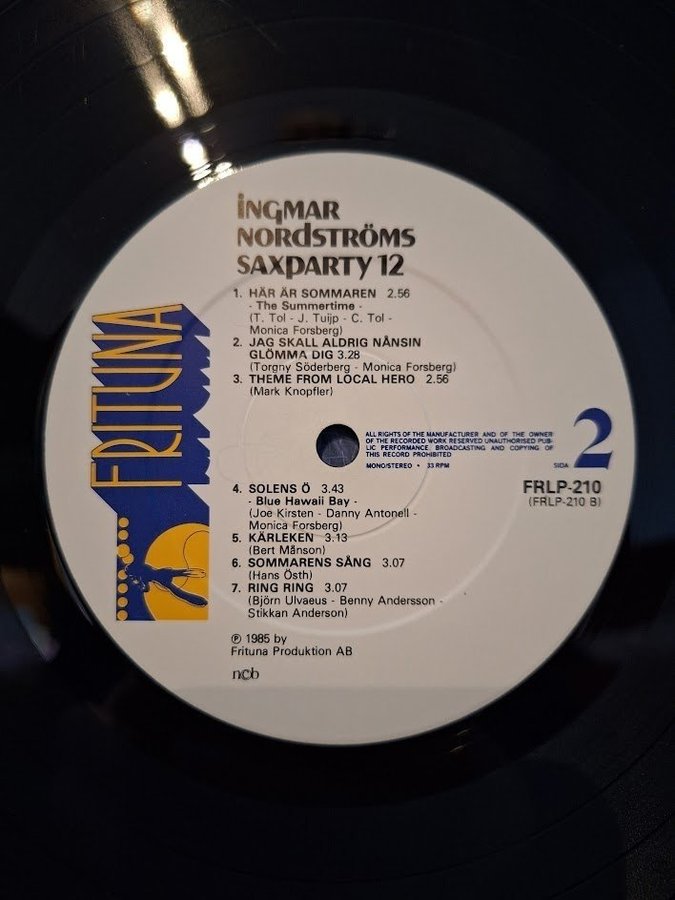 INGMAR
NORDSTRÖMS
SAXPARTY 12
1. HÄR ÄR SOMMAREN 2.56
- The Summertime -
(T. Tol - J. Tuijp - C. Tol -
Monica Forsberg)
2. JAG SKALL ALDRIG NÅNSIN
GLÖMMA DIG 3.28
(Torgny Söderberg - Monica Forsberg)
3. THEME FROM LOCAL HERO 2.56
(Mark Knopfler)
FRITUNA
ALL RIGHTS OF THE MANUFACTURER AND OF THE OWNER
OF THE RECORDED WORK RESERVED UNAUTHORISED PUB-
LIC PERFORMANCE BROADCASTING AND COPYING OF
THIS RECORD PROHIBITED
MONO/STEREO • 33 RPM
SIDA 2
FRLP-210
(FRLP-210 B)
4. SOLENS Ö 3.43
- Blue Hawaii Bay -
(Joe Kirsten - Danny Antonell -
Monica Forsberg)
5. KÄRLEKEN 3.13
(Bert Månson)
6. SOMMARENS SÅNG 3.07
(Hans Östh)
7. RING RING 3.07
(Björn Ulvaeus - Benny Andersson -
Stikkan Anderson)
℗ 1985 by
Frituna Produktion AB
ncb